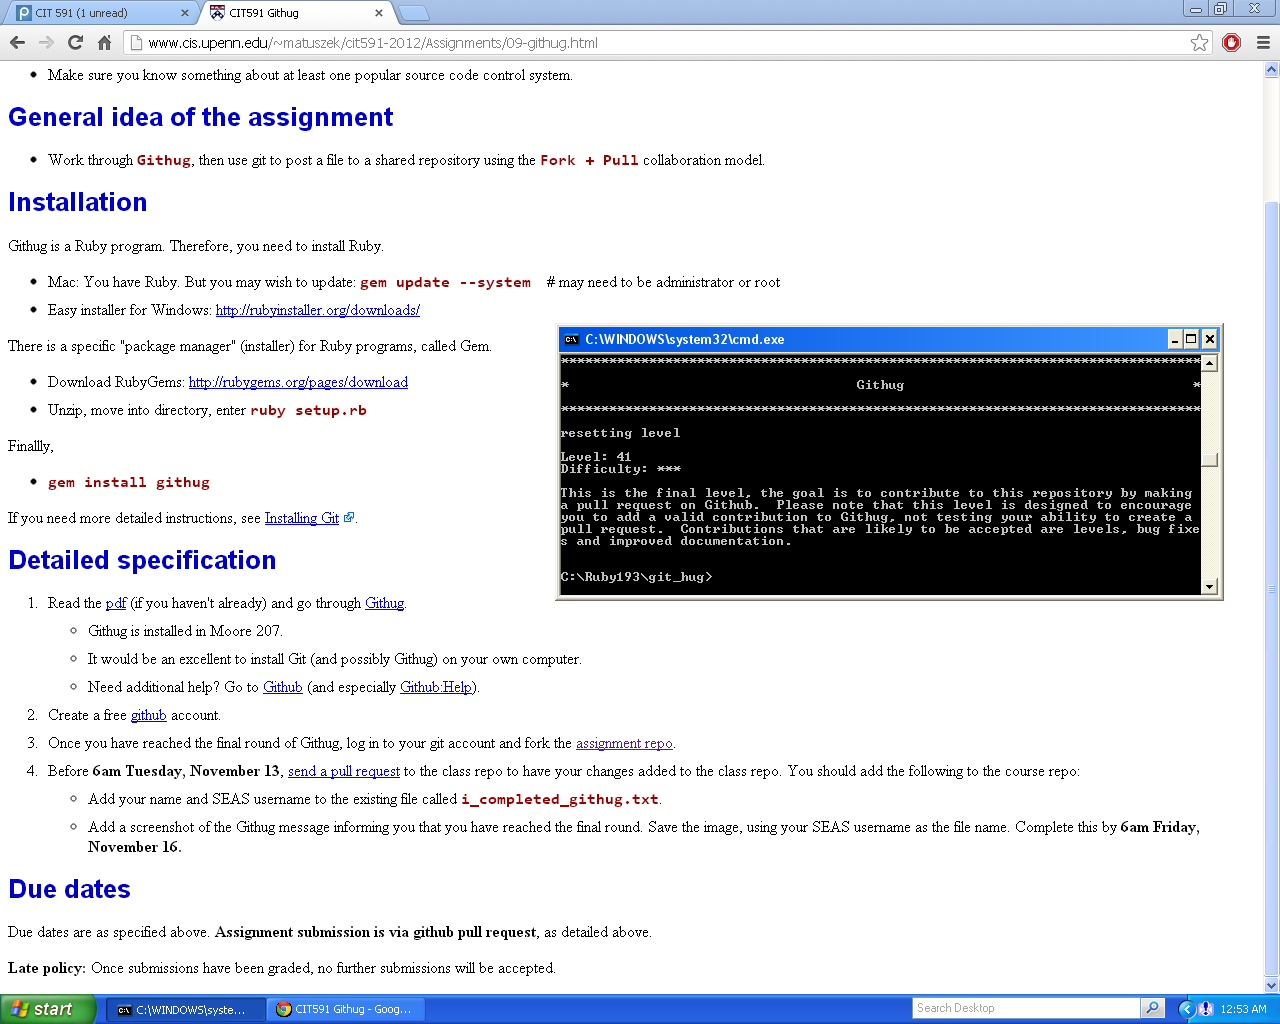 CIT 591 (1 unread)
CIT591 Githug
www.cis.upenn.edu/~matuszek/cit591-2012/Assignments/09-githug.html
Make sure you know something about at least one popular source code control system.
General idea of the assignment
Work through Githug, then use git to post a file to a shared repository using the Fork + Pull collaboration model.
Installation
Githug is a Ruby program. Therefore, you need to install Ruby.
Mac: You have Ruby. But you may wish to update: gem update --system # may need to be administrator or root
Easy installer for Windows: http://rubyinstaller.org/downloads/
There is a specific "package manager" (installer) for Ruby programs, called Gem.
Download RubyGems: http://rubygems.org/pages/download
Unzip, move into directory, enter ruby setup.rb
Finallly,
gem install githug
If you need more detailed instructions, see Installing Git.
C:\WINDOWS\system32\cmd.exe
********************************************************************************
* Githug *
********************************************************************************
resetting level
Level: 41
Difficulty: ***
This is the final level, the goal is to contribute to this repository by making
a pull request on Github. Please note that this level is designed to encourage
you to add a valid contribution to Githug, not testing your ability to create a
pull request. Contributions that are likely to be accepted are levels, bug fixe
s and improved documentation.
C:\Ruby193\git_hug>
Detailed specification
1. Read the pdf (if you haven't already) and go through Githug.
Githug is installed in Moore 207.
It would be an excellent to install Git (and possibly Githug) on your own computer.
Need additional help? Go to Github (and especially Github:Help).
2. Create a free github account.
3. Once you have reached the final round of Githug, log in to your git account and fork the assignment repo.
4. Before 6am Tuesday, November 13, send a pull request to the class repo to have your changes added to the class repo. You should add the following to the course repo:
Add your name and SEAS username to the existing file called i_completed_githug.txt.
Add a screenshot of the Githug message informing you that you have reached the final round. Save the image, using your SEAS username as the file name. Complete this by 6am Friday,
November 16.
Due dates
Due dates are as specified above. Assignment submission is via github pull request, as detailed above.
Late policy: Once submissions have been graded, no further submissions will be accepted.
start
C:\WINDOWS\syste...
CIT591 Githug - Goog...
Search Desktop
12:53 AM